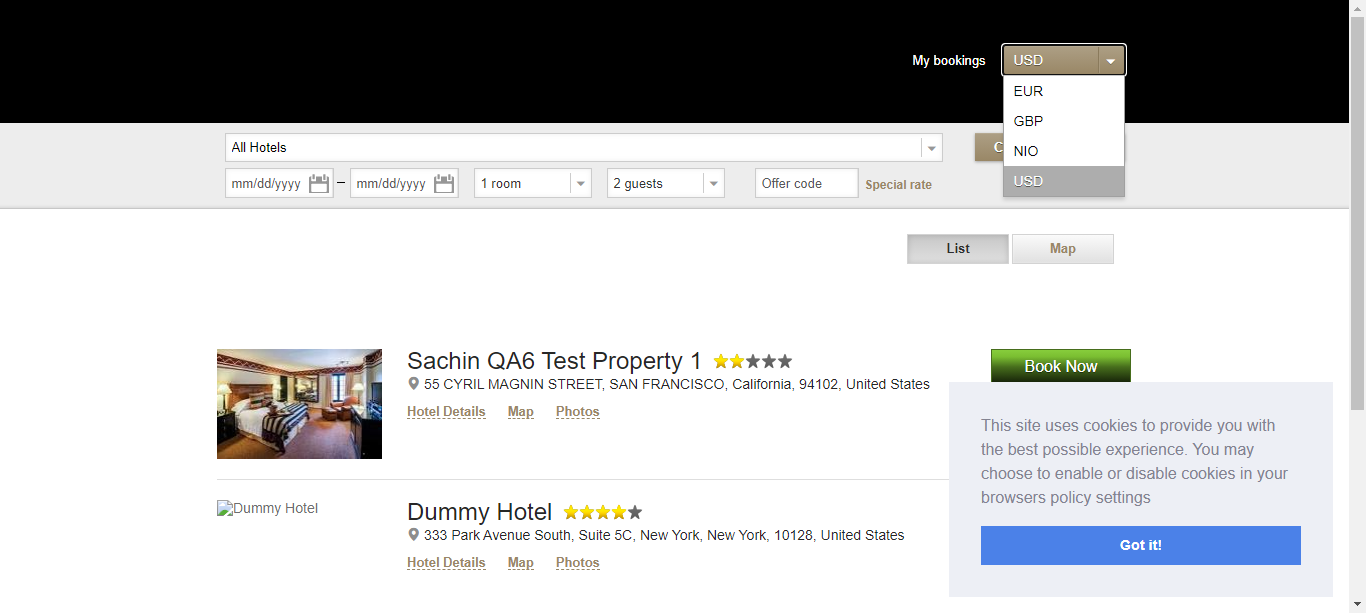 My bookings
USD
EUR
GBP
NIO
USD
All Hotels
C
mm/dd/yyyy – mm/dd/yyyy
1 room
2 guests
Offer code
Special rate
List
Map
Sachin QA6 Test Property 1
55 CYRIL MAGNIN STREET, SAN FRANCISCO, California, 94102, United States
Hotel Details
Map
Photos
Book Now
Dummy Hotel
Dummy Hotel
333 Park Avenue South, Suite 5C, New York, New York, 10128, United States
Hotel Details
Map
Photos
This site uses cookies to provide you with
the best possible experience. You may
choose to enable or disable cookies in your
browsers policy settings
Got it!